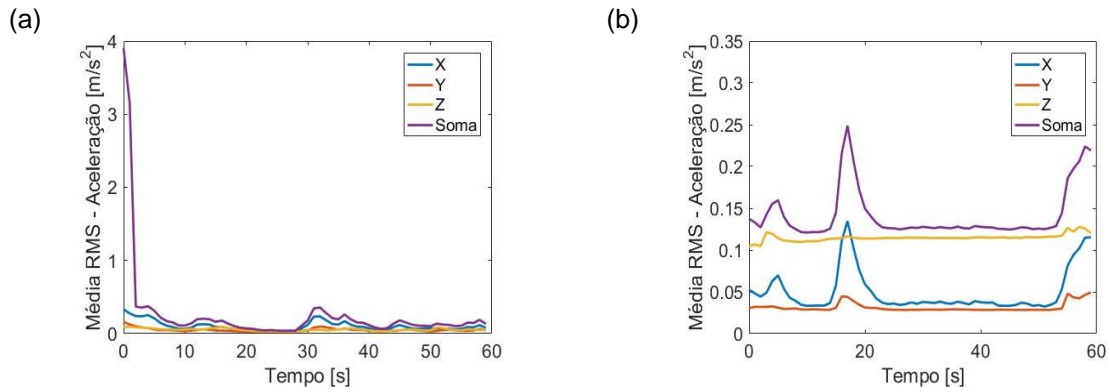 (a)
Média RMS - Aceleração [m/s²]
4
3
2
1
0
0 10 20 30 40 50 60
Tempo [s]
X
Y
Z
Soma
(b)
Média RMS - Aceleração [m/s²]
0.35
0.3
0.25
0.2
0.15
0.1
0.05
0
0 20 40 60
Tempo [s]
X
Y
Z
Soma